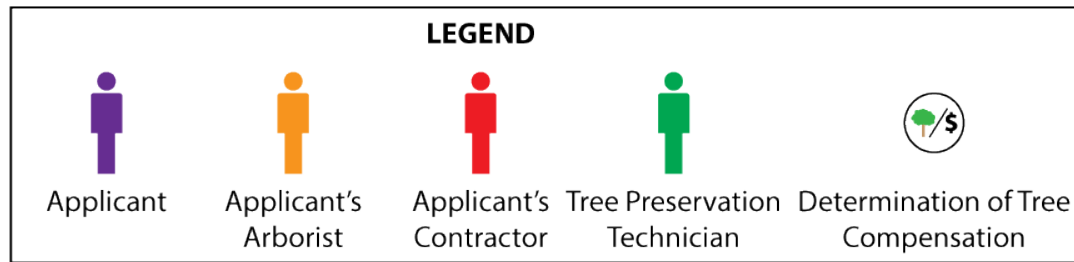 LEGEND
/$
Applicant
Applicant's
Arborist
Applicant's
Contractor
Tree Preservation
Technician
Determination of Tree
Compensation